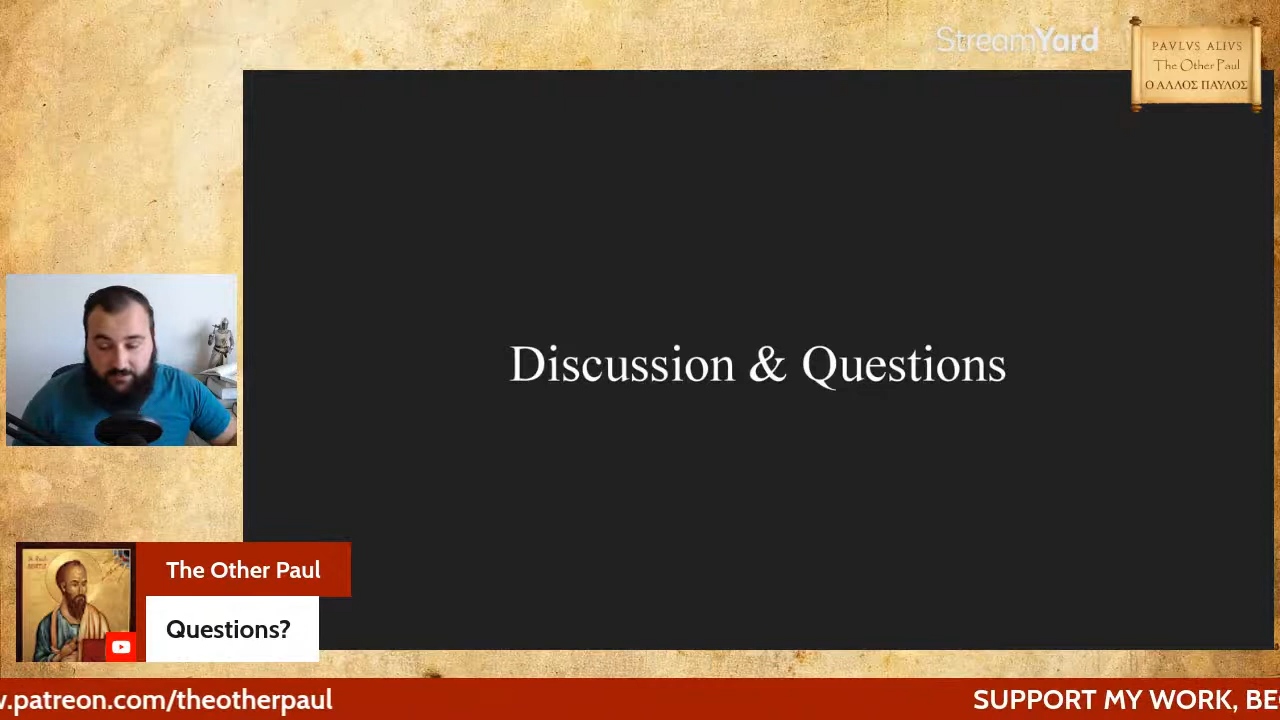 StreamYard
PAVLVS ALIVS
The Other Paul
Ο ΑΛΛΟΣ ΠΑΥΛΟΣ
Discussion & Questions
The Other Paul
Questions?
w.patreon.com/theotherpaul
SUPPORT MY WORK, BE